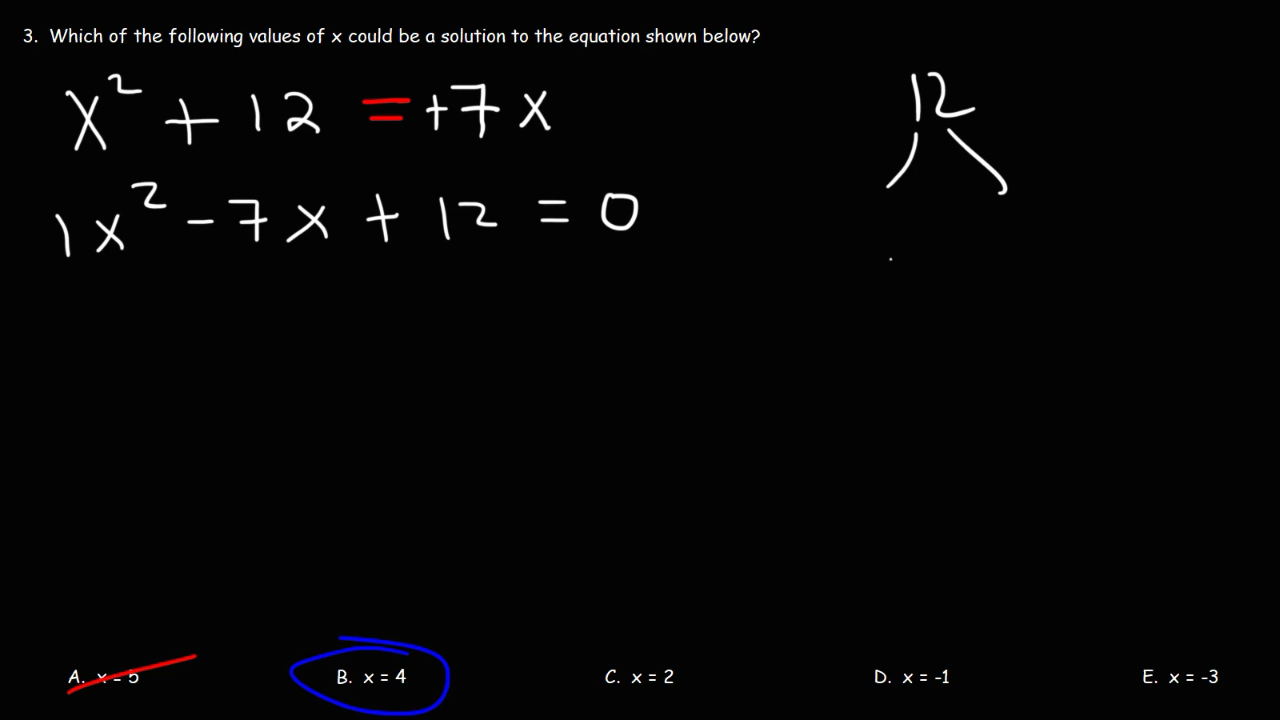 3. Which of the following values of x could be a solution to the equation shown below?
x² + 12 = +7x
12
1x² - 7x + 12 = 0
A. x = 5 B. x = 4 C. x = 2 D. x = -1 E. x = -3